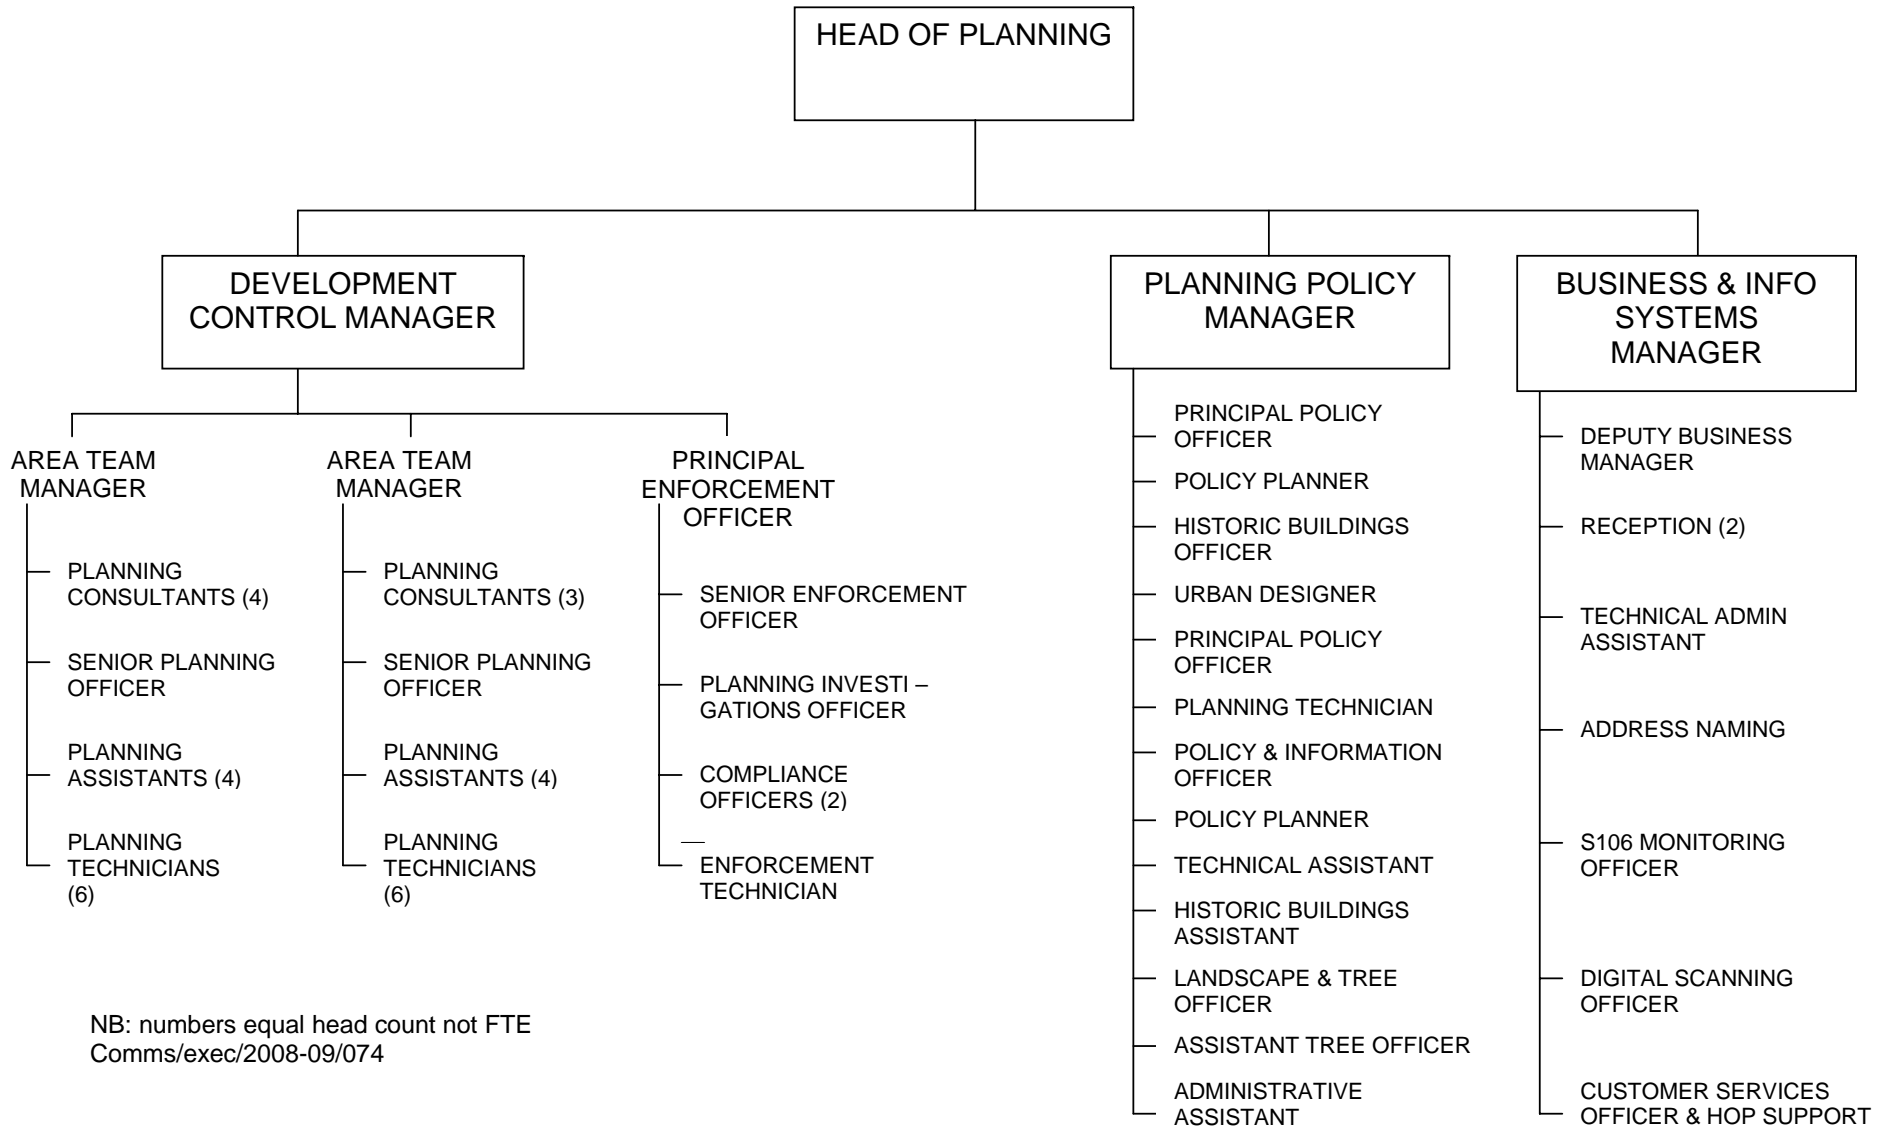 HEAD OF PLANNING
DEVELOPMENT
CONTROL MANAGER
PLANNING POLICY
MANAGER
BUSINESS & INFO
SYSTEMS
MANAGER
AREA TEAM
MANAGER
PLANNING
CONSULTANTS (4)
SENIOR PLANNING
OFFICER
PLANNING
ASSISTANTS (4)
PLANNING
TECHNICIANS
(6)
AREA TEAM
MANAGER
PLANNING
CONSULTANTS (3)
SENIOR PLANNING
OFFICER
PLANNING
ASSISTANTS (4)
PLANNING
TECHNICIANS
(6)
PRINCIPAL
ENFORCEMENT
OFFICER
SENIOR ENFORCEMENT
OFFICER
PLANNING INVESTI –
GATIONS OFFICER
COMPLIANCE
OFFICERS (2)
ENFORCEMENT
TECHNICIAN
PRINCIPAL POLICY
OFFICER
POLICY PLANNER
HISTORIC BUILDINGS
OFFICER
URBAN DESIGNER
PRINCIPAL POLICY
OFFICER
PLANNING TECHNICIAN
POLICY & INFORMATION
OFFICER
POLICY PLANNER
TECHNICAL ASSISTANT
HISTORIC BUILDINGS
ASSISTANT
LANDSCAPE & TREE
OFFICER
ASSISTANT TREE OFFICER
ADMINISTRATIVE
ASSISTANT
DEPUTY BUSINESS
MANAGER
RECEPTION (2)
TECHNICAL ADMIN
ASSISTANT
ADDRESS NAMING
S106 MONITORING
OFFICER
DIGITAL SCANNING
OFFICER
CUSTOMER SERVICES
OFFICER & HOP SUPPORT
NB: numbers equal head count not FTE
Comms/exec/2008-09/074